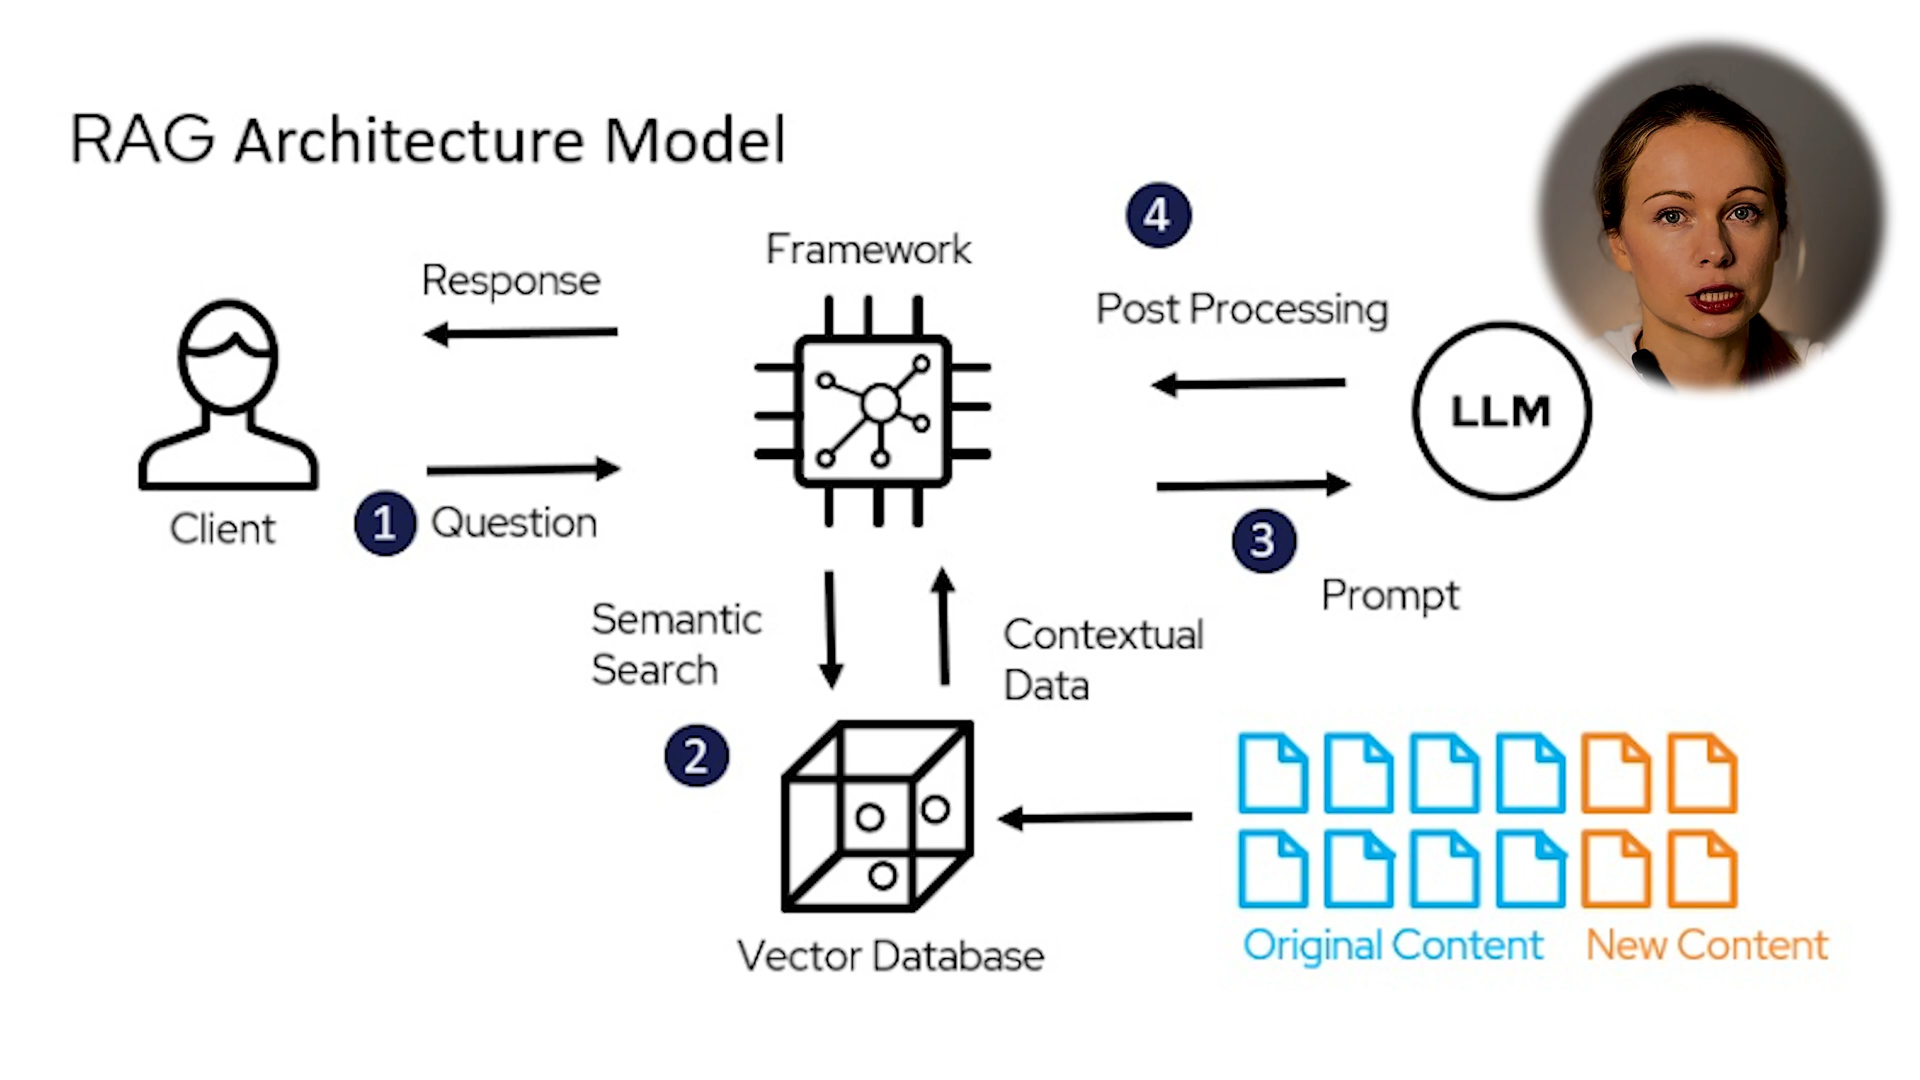 RAG Architecture Model
4
Framework
Response
Post Processing
LLM
Client
1
Question
3
Prompt
Semantic
Search
Contextual
Data
2
Vector Database
Original Content
New Content